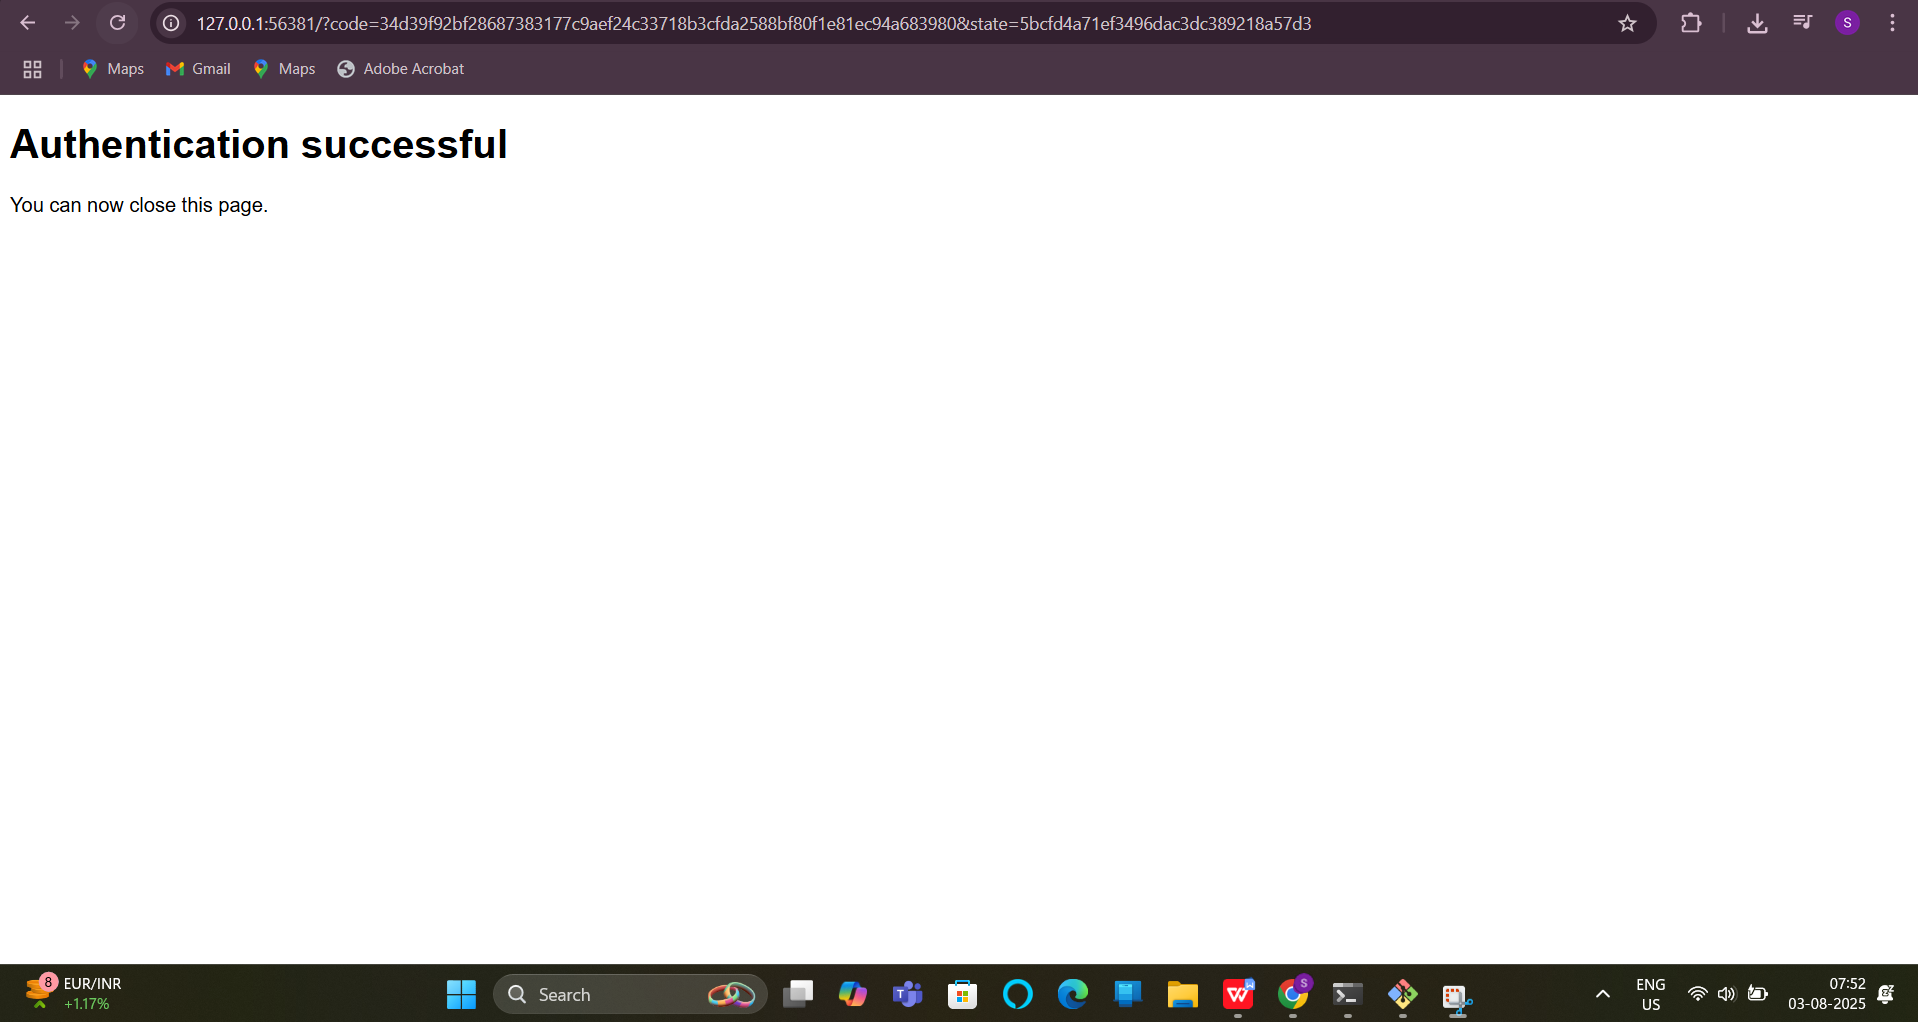 127.0.0.1:56381/?code=34d39f92bf28687383177c9aef24c33718b3cfda2588bf80f1e81ec94a683980&state=5bcfd4a71ef3496dac3dc389218a57d3
S
Maps
Gmail
Maps
Adobe Acrobat
Authentication successful
You can now close this page.
8
EUR/INR
+1.17%
Search
T
W
W
S
ENG
US
07:52
03-08-2025